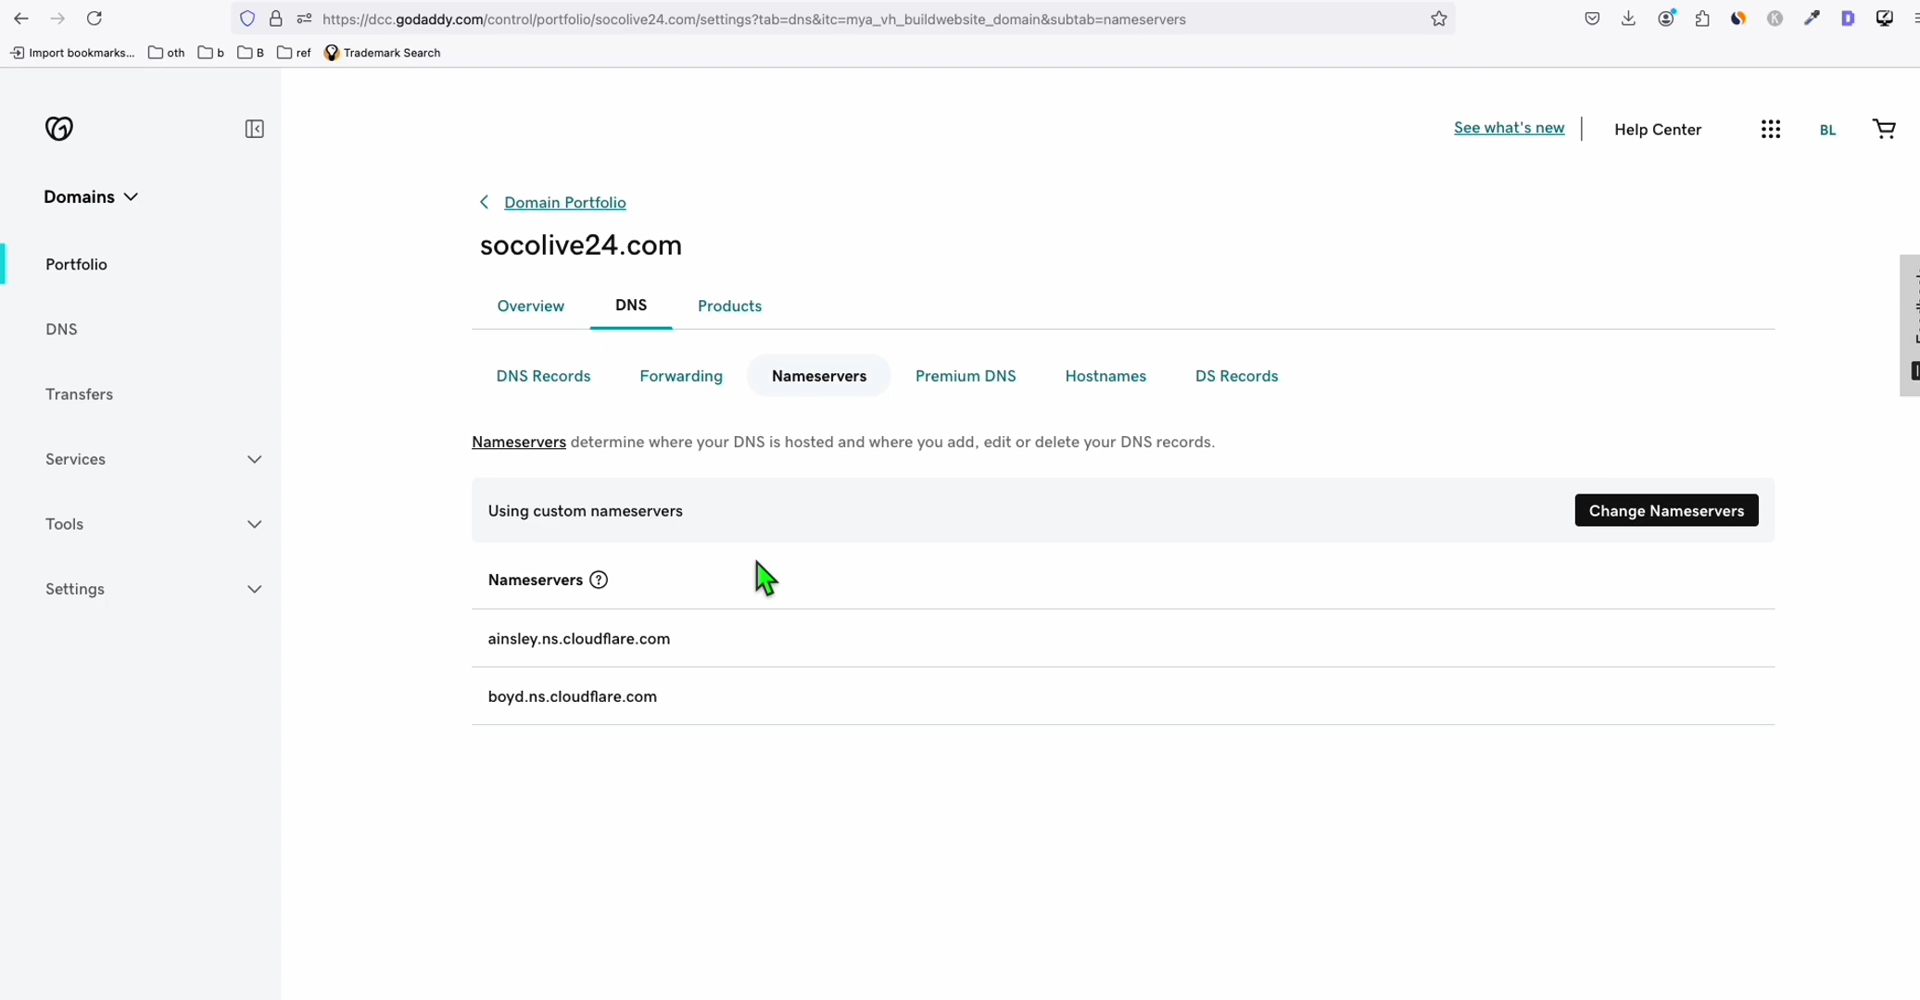 https://dcc.godaddy.com/control/portfolio/socolive24.com/settings?tab=dns&itc=mya_vh_buildwebsite_domain&subtab=nameservers
Import bookmarks... oth b B ref Trademark Search
See what's new Help Center BL
Domains
Domain Portfolio
socolive24.com
Portfolio
Overview DNS Products
DNS
DNS Records Forwarding Nameservers Premium DNS Hostnames DS Records
Transfers
Nameservers determine where your DNS is hosted and where you add, edit or delete your DNS records.
Services
Using custom nameservers Change Nameservers
Tools
Nameservers ?
Settings
ainsley.ns.cloudflare.com
boyd.ns.cloudflare.com